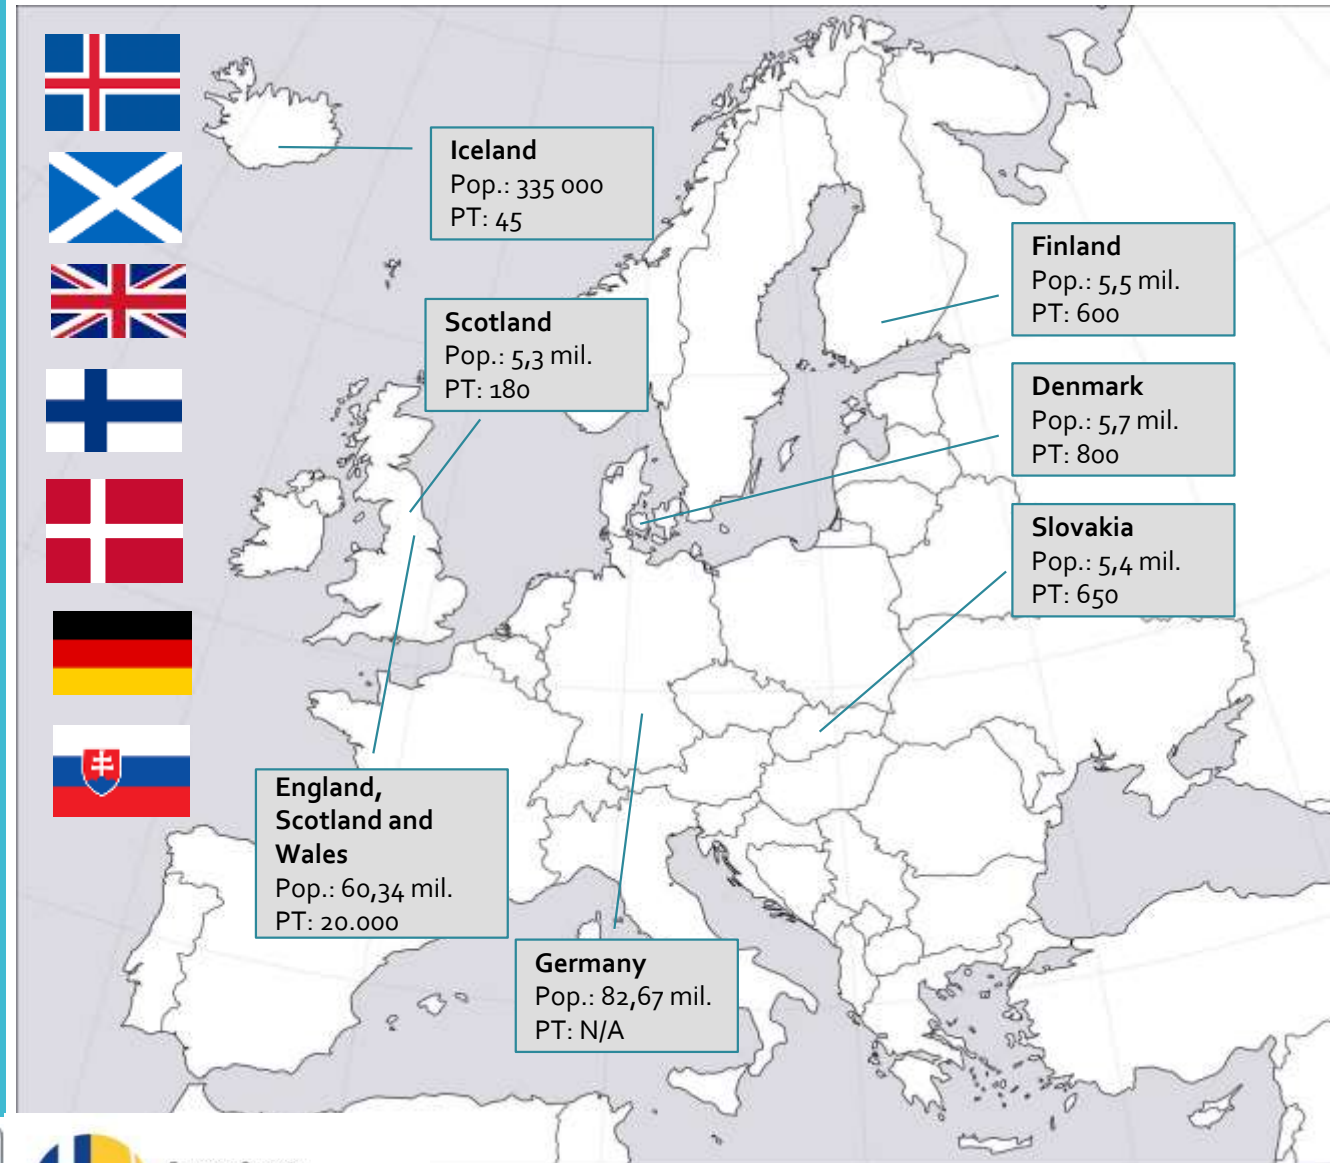 Iceland
Pop.: 335 000
PT: 45
Scotland
Pop.: 5,3 mil.
PT: 180
Finland
Pop.: 5,5 mil.
PT: 600
Denmark
Pop.: 5,7 mil.
PT: 800
Slovakia
Pop.: 5,4 mil.
PT: 650
England,
Scotland and
Wales
Pop.: 60,34 mil.
PT: 20.000
Germany
Pop.: 82,67 mil.
PT: N/A